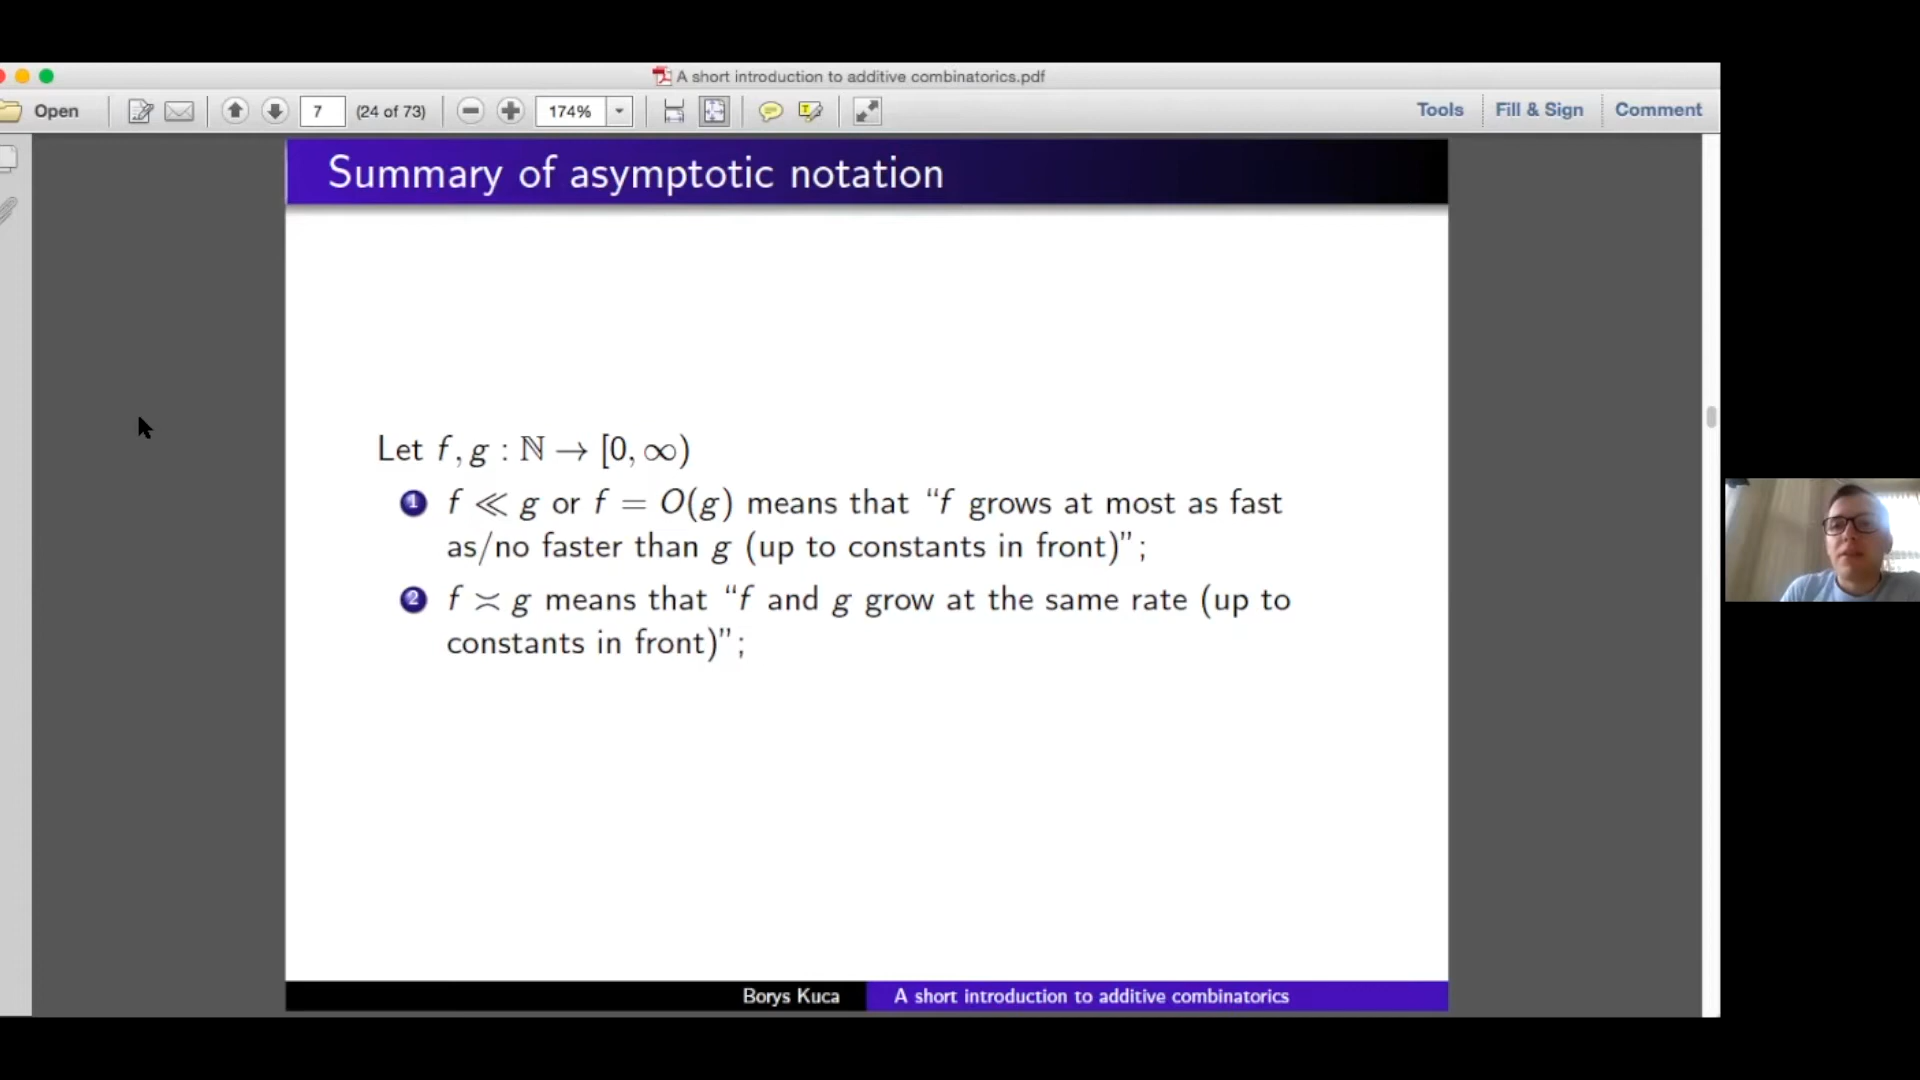 A short introduction to additive combinatorics.pdf
Open 7 (24 of 73) 174% Tools Fill & Sign Comment
Summary of asymptotic notation
Let f, g : ℕ → [0, ∞)
1 f ≪ g or f = O(g) means that “f grows at most as fast
as/no faster than g (up to constants in front)”;
2 f ≍ g means that “f and g grow at the same rate (up to
constants in front)”;
Borys Kuca A short introduction to additive combinatorics